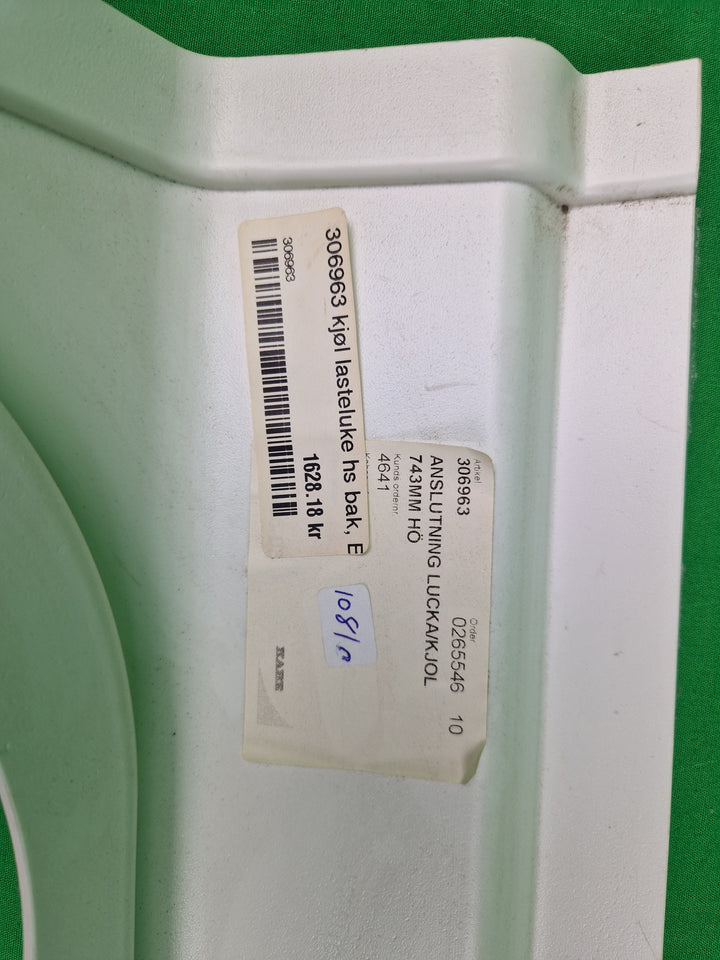 306963 kjøl lasteluke hs bak, E
306963
1628.18 kr
Artikel
306963
Order
0265546 10
ANSLUTNING LUCKA/KJOL
743MM HÖ
Kunds ordernr.
4641
KABE